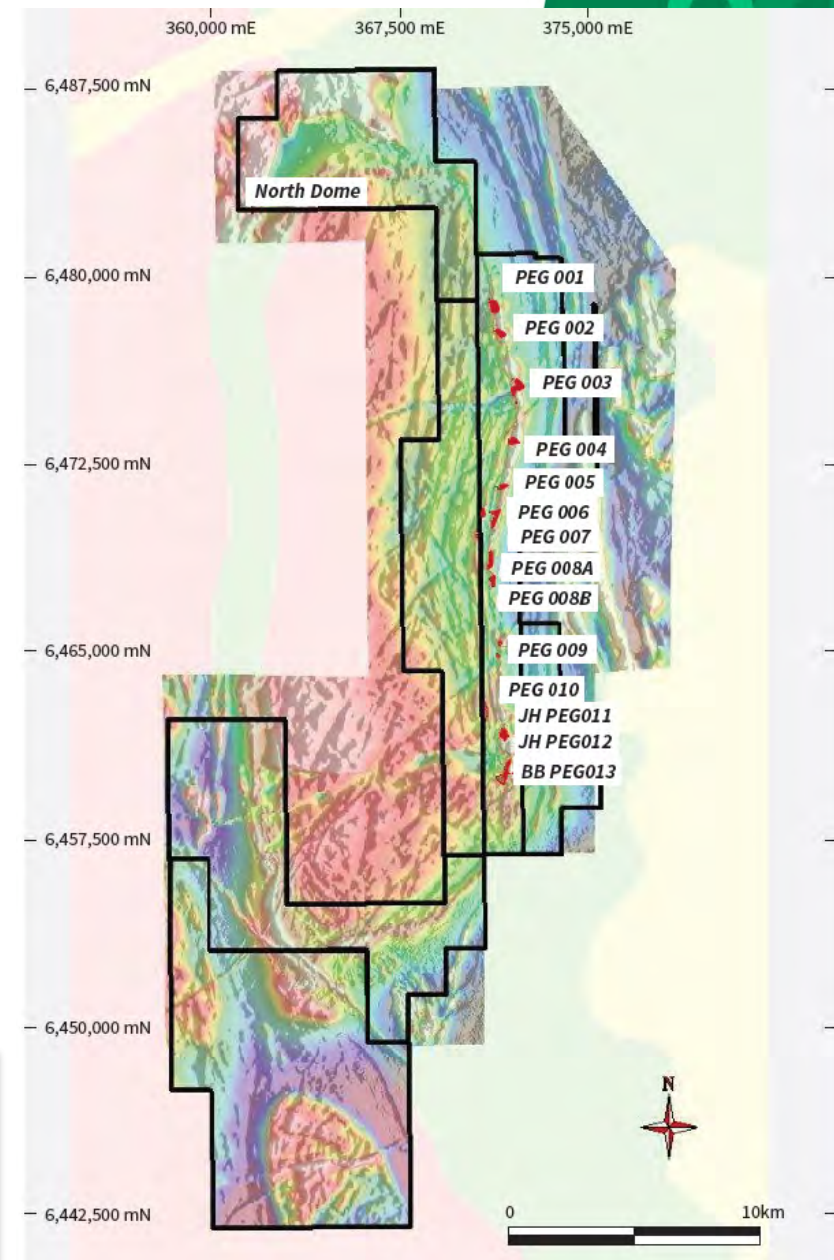 360,000 mE 367,500 mE 375,000 mE
6,487,500 mN
North Dome
6,480,000 mN
PEG 001
PEG 002
PEG 003
PEG 004
6,472,500 mN
PEG 005
PEG 006
PEG 007
PEG 008A
PEG 008B
6,465,000 mN
PEG 009
PEG 010
JH PEG011
JH PEG012
BB PEG013
6,457,500 mN
6,450,000 mN
N
6,442,500 mN
0 10km